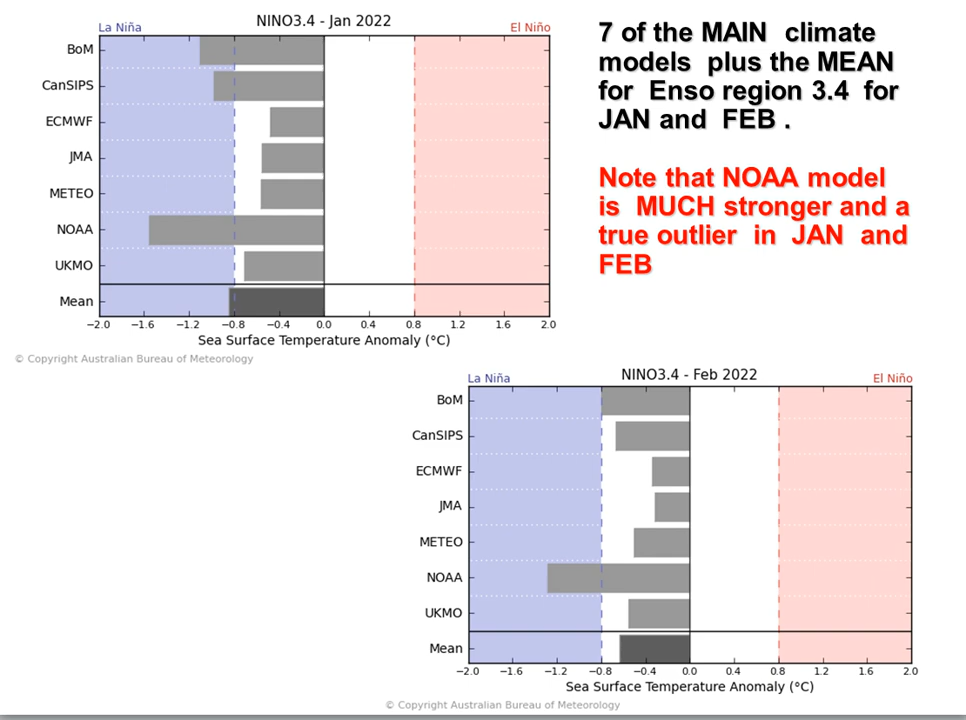 NINO3.4 - Jan 2022
La Niña
El Niño
BoM
CanSIPS
ECMWF
JMA
METEO
NOAA
UKMO
Mean
−2.0 −1.6 −1.2 −0.8 −0.4 0.0 0.4 0.8 1.2 1.6 2.0
Sea Surface Temperature Anomaly (°C)
© Copyright Australian Bureau of Meteorology
7 of the MAIN climate
models plus the MEAN
for Enso region 3.4 for
JAN and FEB .
Note that NOAA model
is MUCH stronger and a
true outlier in JAN and
FEB
NINO3.4 - Feb 2022
La Niña
El Niño
BoM
CanSIPS
ECMWF
JMA
METEO
NOAA
UKMO
Mean
−2.0 −1.6 −1.2 −0.8 −0.4 0.0 0.4 0.8 1.2 1.6 2.0
Sea Surface Temperature Anomaly (°C)
© Copyright Australian Bureau of Meteorology